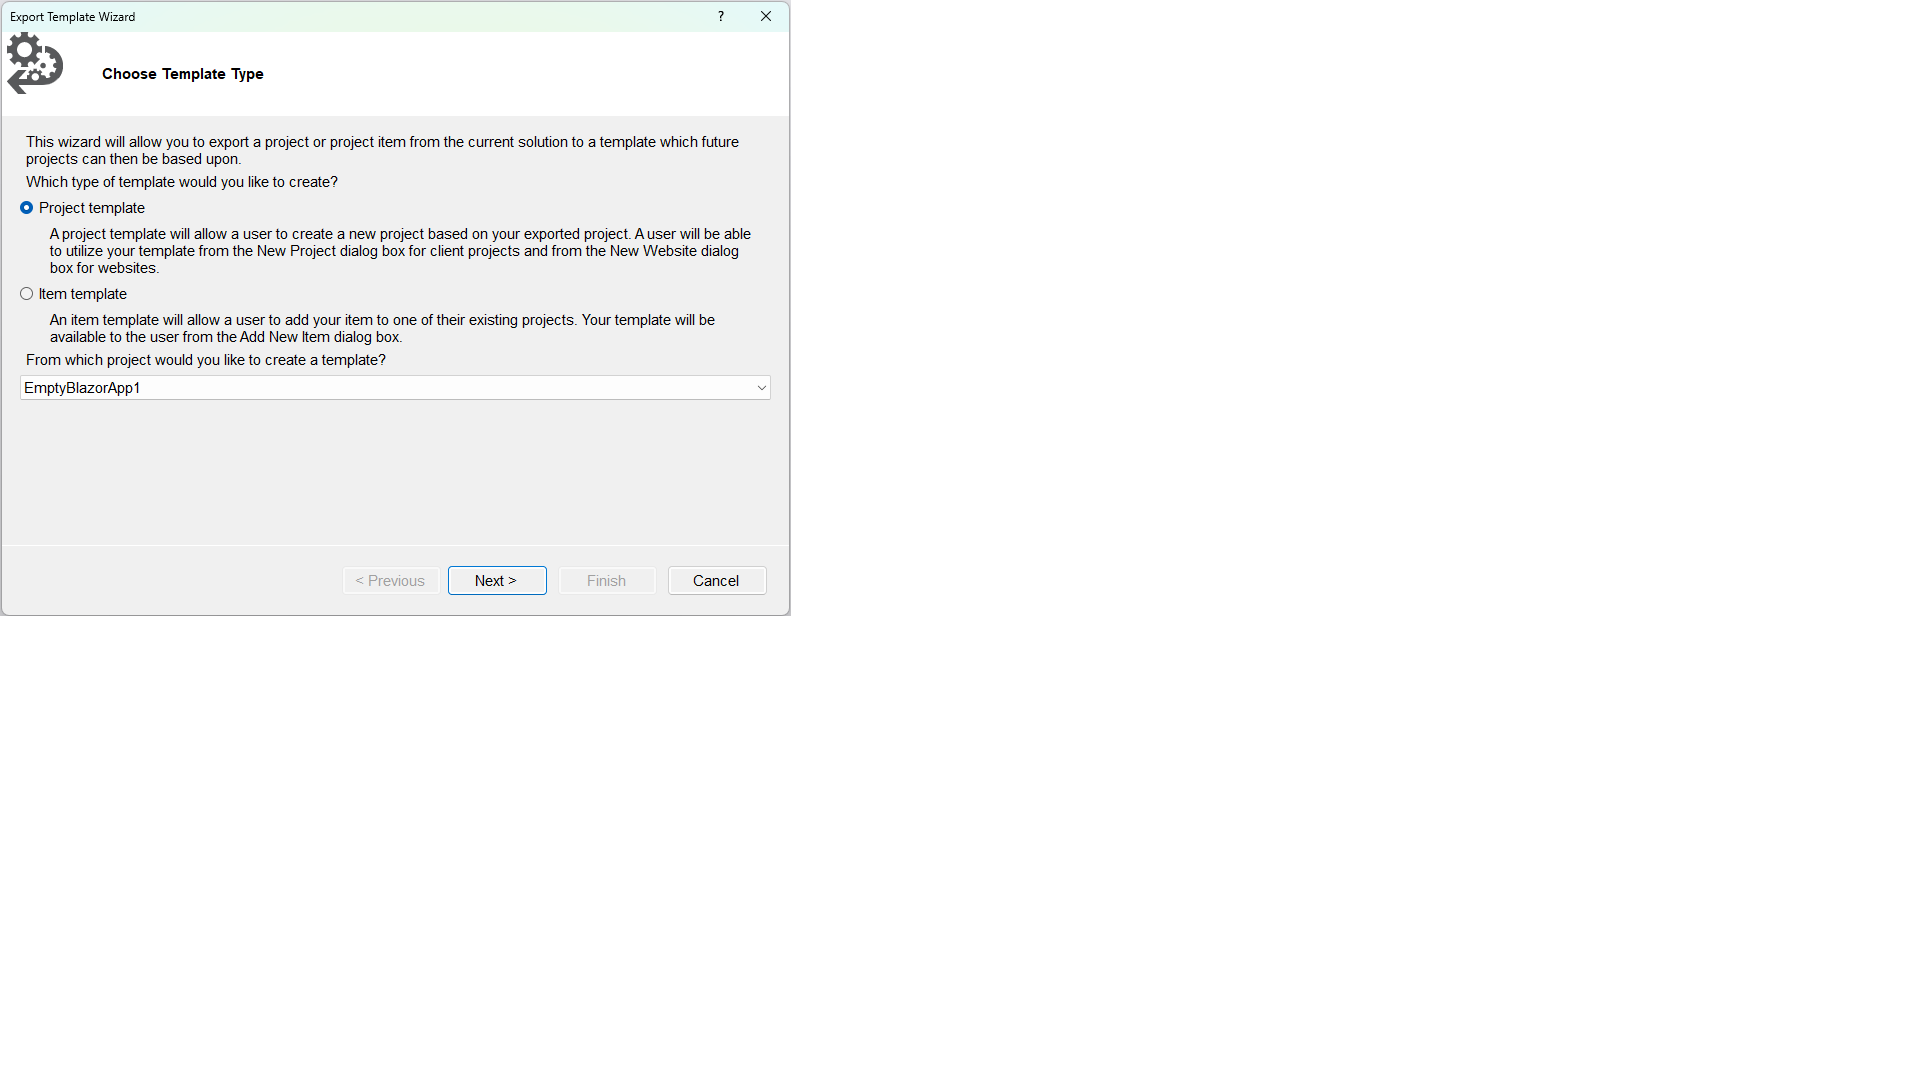 Export Template Wizard
?
Choose Template Type
This wizard will allow you to export a project or project item from the current solution to a template which future
projects can then be based upon.
Which type of template would you like to create?
Project template
A project template will allow a user to create a new project based on your exported project. A user will be able
to utilize your template from the New Project dialog box for client projects and from the New Website dialog
box for websites.
Item template
An item template will allow a user to add your item to one of their existing projects. Your template will be
available to the user from the Add New Item dialog box.
From which project would you like to create a template?
EmptyBlazorApp1
< Previous Next > Finish Cancel